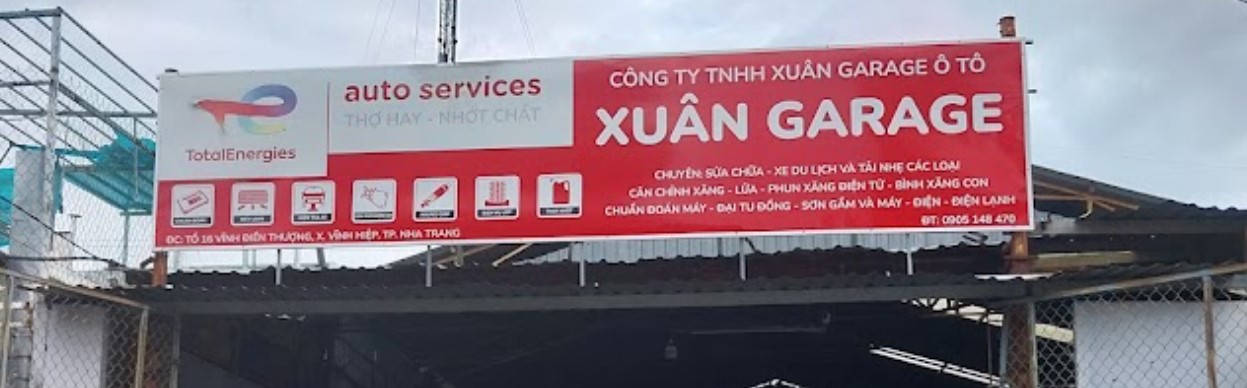 TotalEnergies
auto services
THỢ HAY - NHỚT CHẤT
CÔNG TY TNHH XUÂN GARAGE Ô TÔ
XUÂN GARAGE
CHUYÊN: SỬA CHỮA - XE DU LỊCH VÀ TẢI NHẸ CÁC LOẠI
CÂN CHỈNH XĂNG - LỬA - PHUN XĂNG ĐIỆN TỬ - BÌNH XĂNG CON
CHUẨN ĐOÁN MÁY - ĐẠI TU ĐỒNG - SƠN GẦM VÀ MÁY - ĐIỆN - ĐIỆN LẠNH
ĐT: 0905 148 470
ĐC: TỔ 16 VĨNH ĐIỀM THƯỢNG, X. VĨNH HIỆP, TP. NHA TRANG